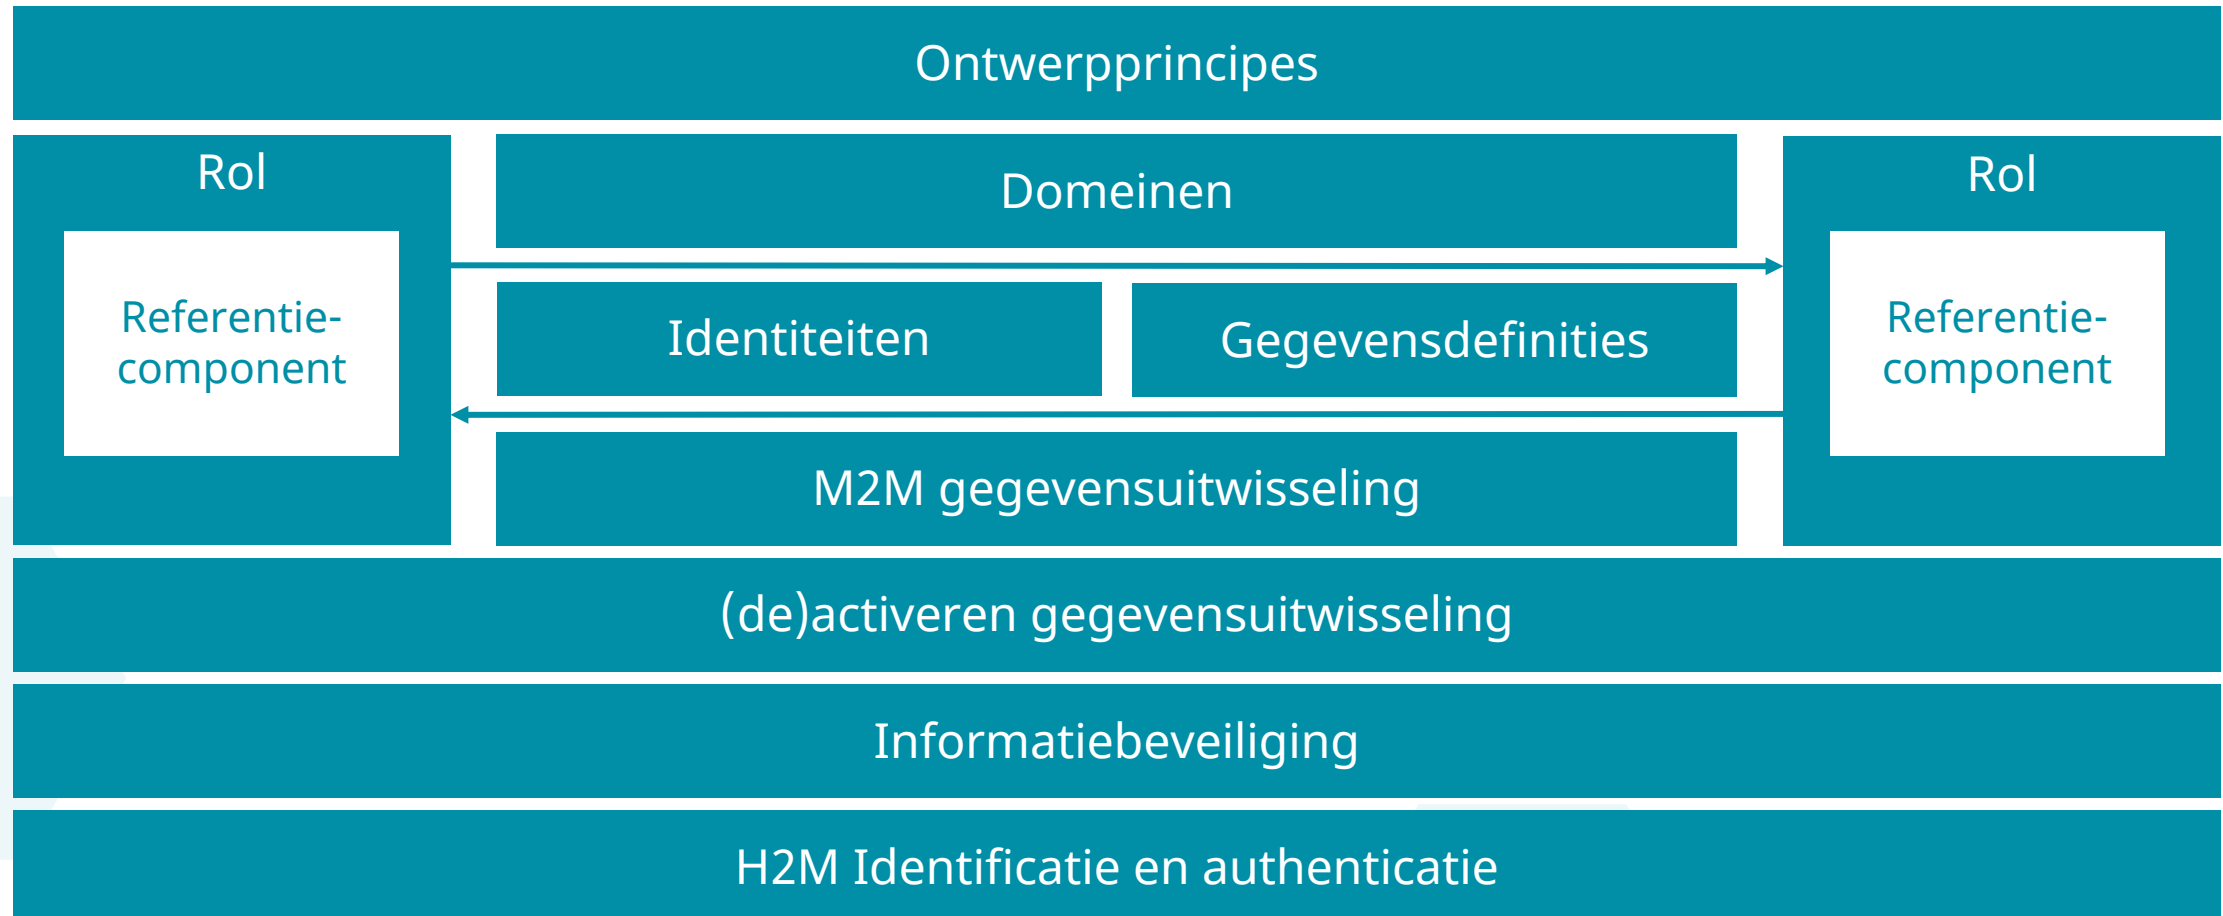 Ontwerpprincipes
Rol
Referentie-
component
Domeinen
Identiteiten
Gegevensdefinities
M2M gegevensuitwisseling
Rol
Referentie-
component
(de)activeren gegevensuitwisseling
Informatiebeveiliging
H2M Identificatie en authenticatie